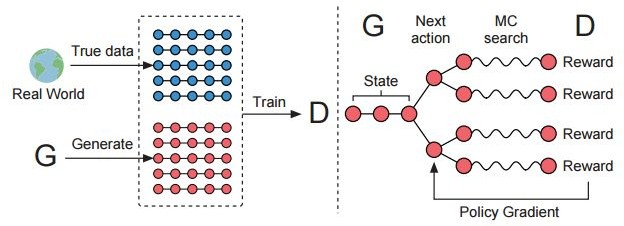 True data
Real World
G
Generate
Train
D
G
Next
action
MC
search
D
State
Reward
Reward
Reward
Reward
Policy Gradient